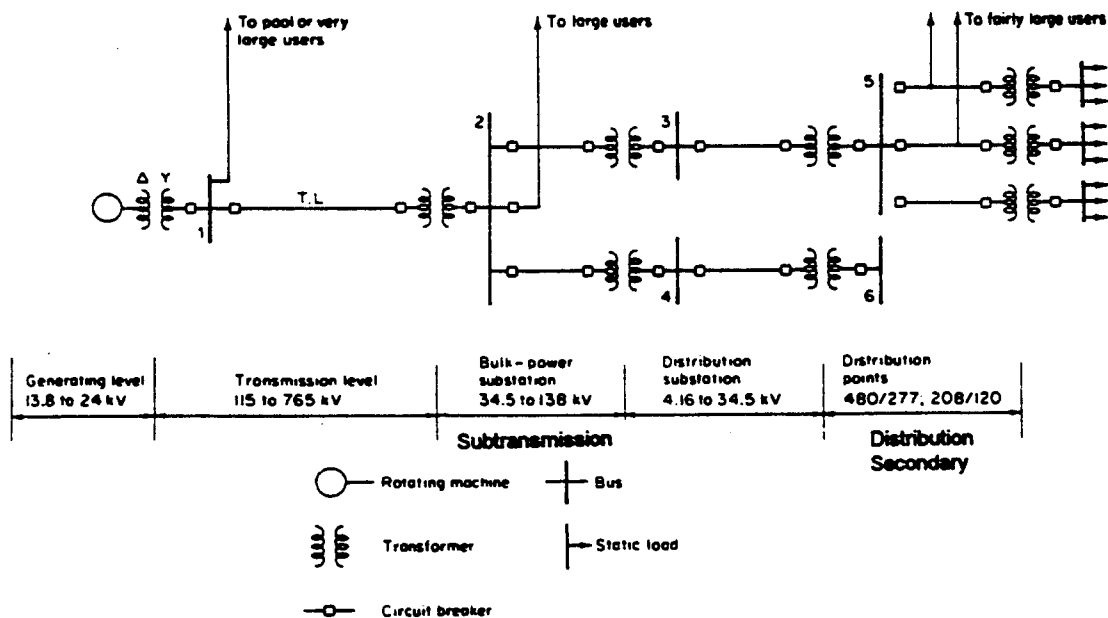 To pool or very
large users
To large users
To fairly large users
5
2
3
Δ Y
T.L
1
4
6
Generating level
13.8 to 24 kV
Transmission level
115 to 765 kV
Bulk-power
substation
34.5 to 138 kV
Distribution
substation
4.16 to 34.5 kV
Distribution
points
480/277, 208/120
Subtransmission
Distribution
Secondary
Rotating machine
Bus
Transformer
Static load
Circuit breaker